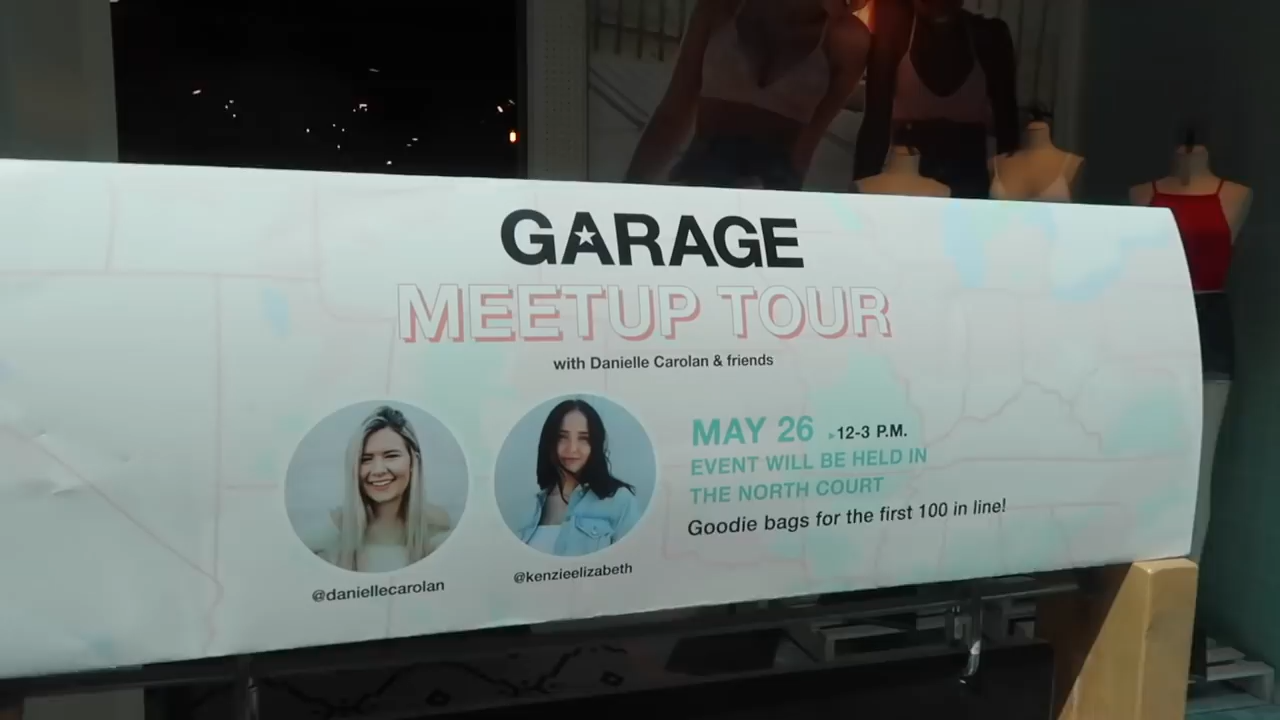 GARAGE
MEETUP TOUR
with Danielle Carolan & friends
MAY 26 ▸12-3 P.M.
EVENT WILL BE HELD IN
THE NORTH COURT
Goodie bags for the first 100 in line!
@daniellecarolan
@kenzieelizabeth